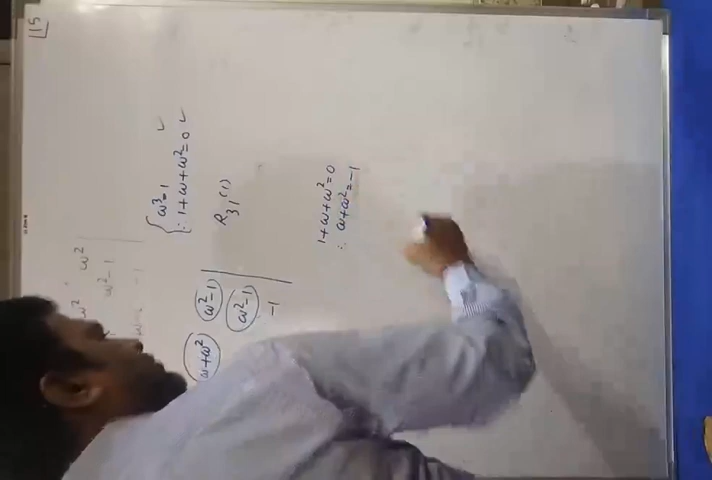 15
ω² ω²
ω²-1
-1
{ ω³=1 ✓
∴ 1+ω+ω²=0 ✓
R₃₁(1)
ω+ω² ω²-1
ω²-1
-1
1+ω+ω²=0
∴ ω+ω²=-1